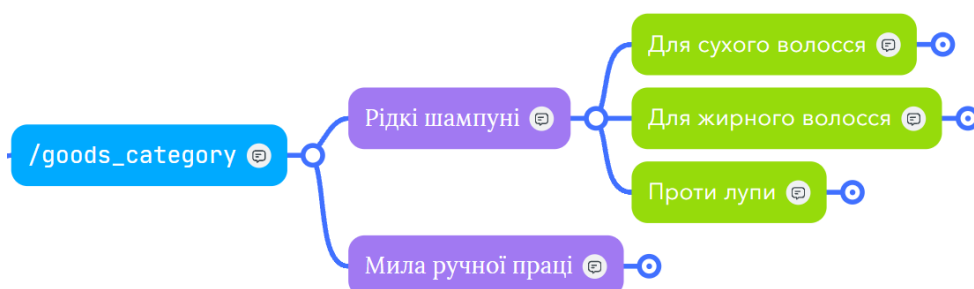 /goods_category
Рідкі шампуні
Для сухого волосся
Для жирного волосся
Проти лупи
Мила ручної праці